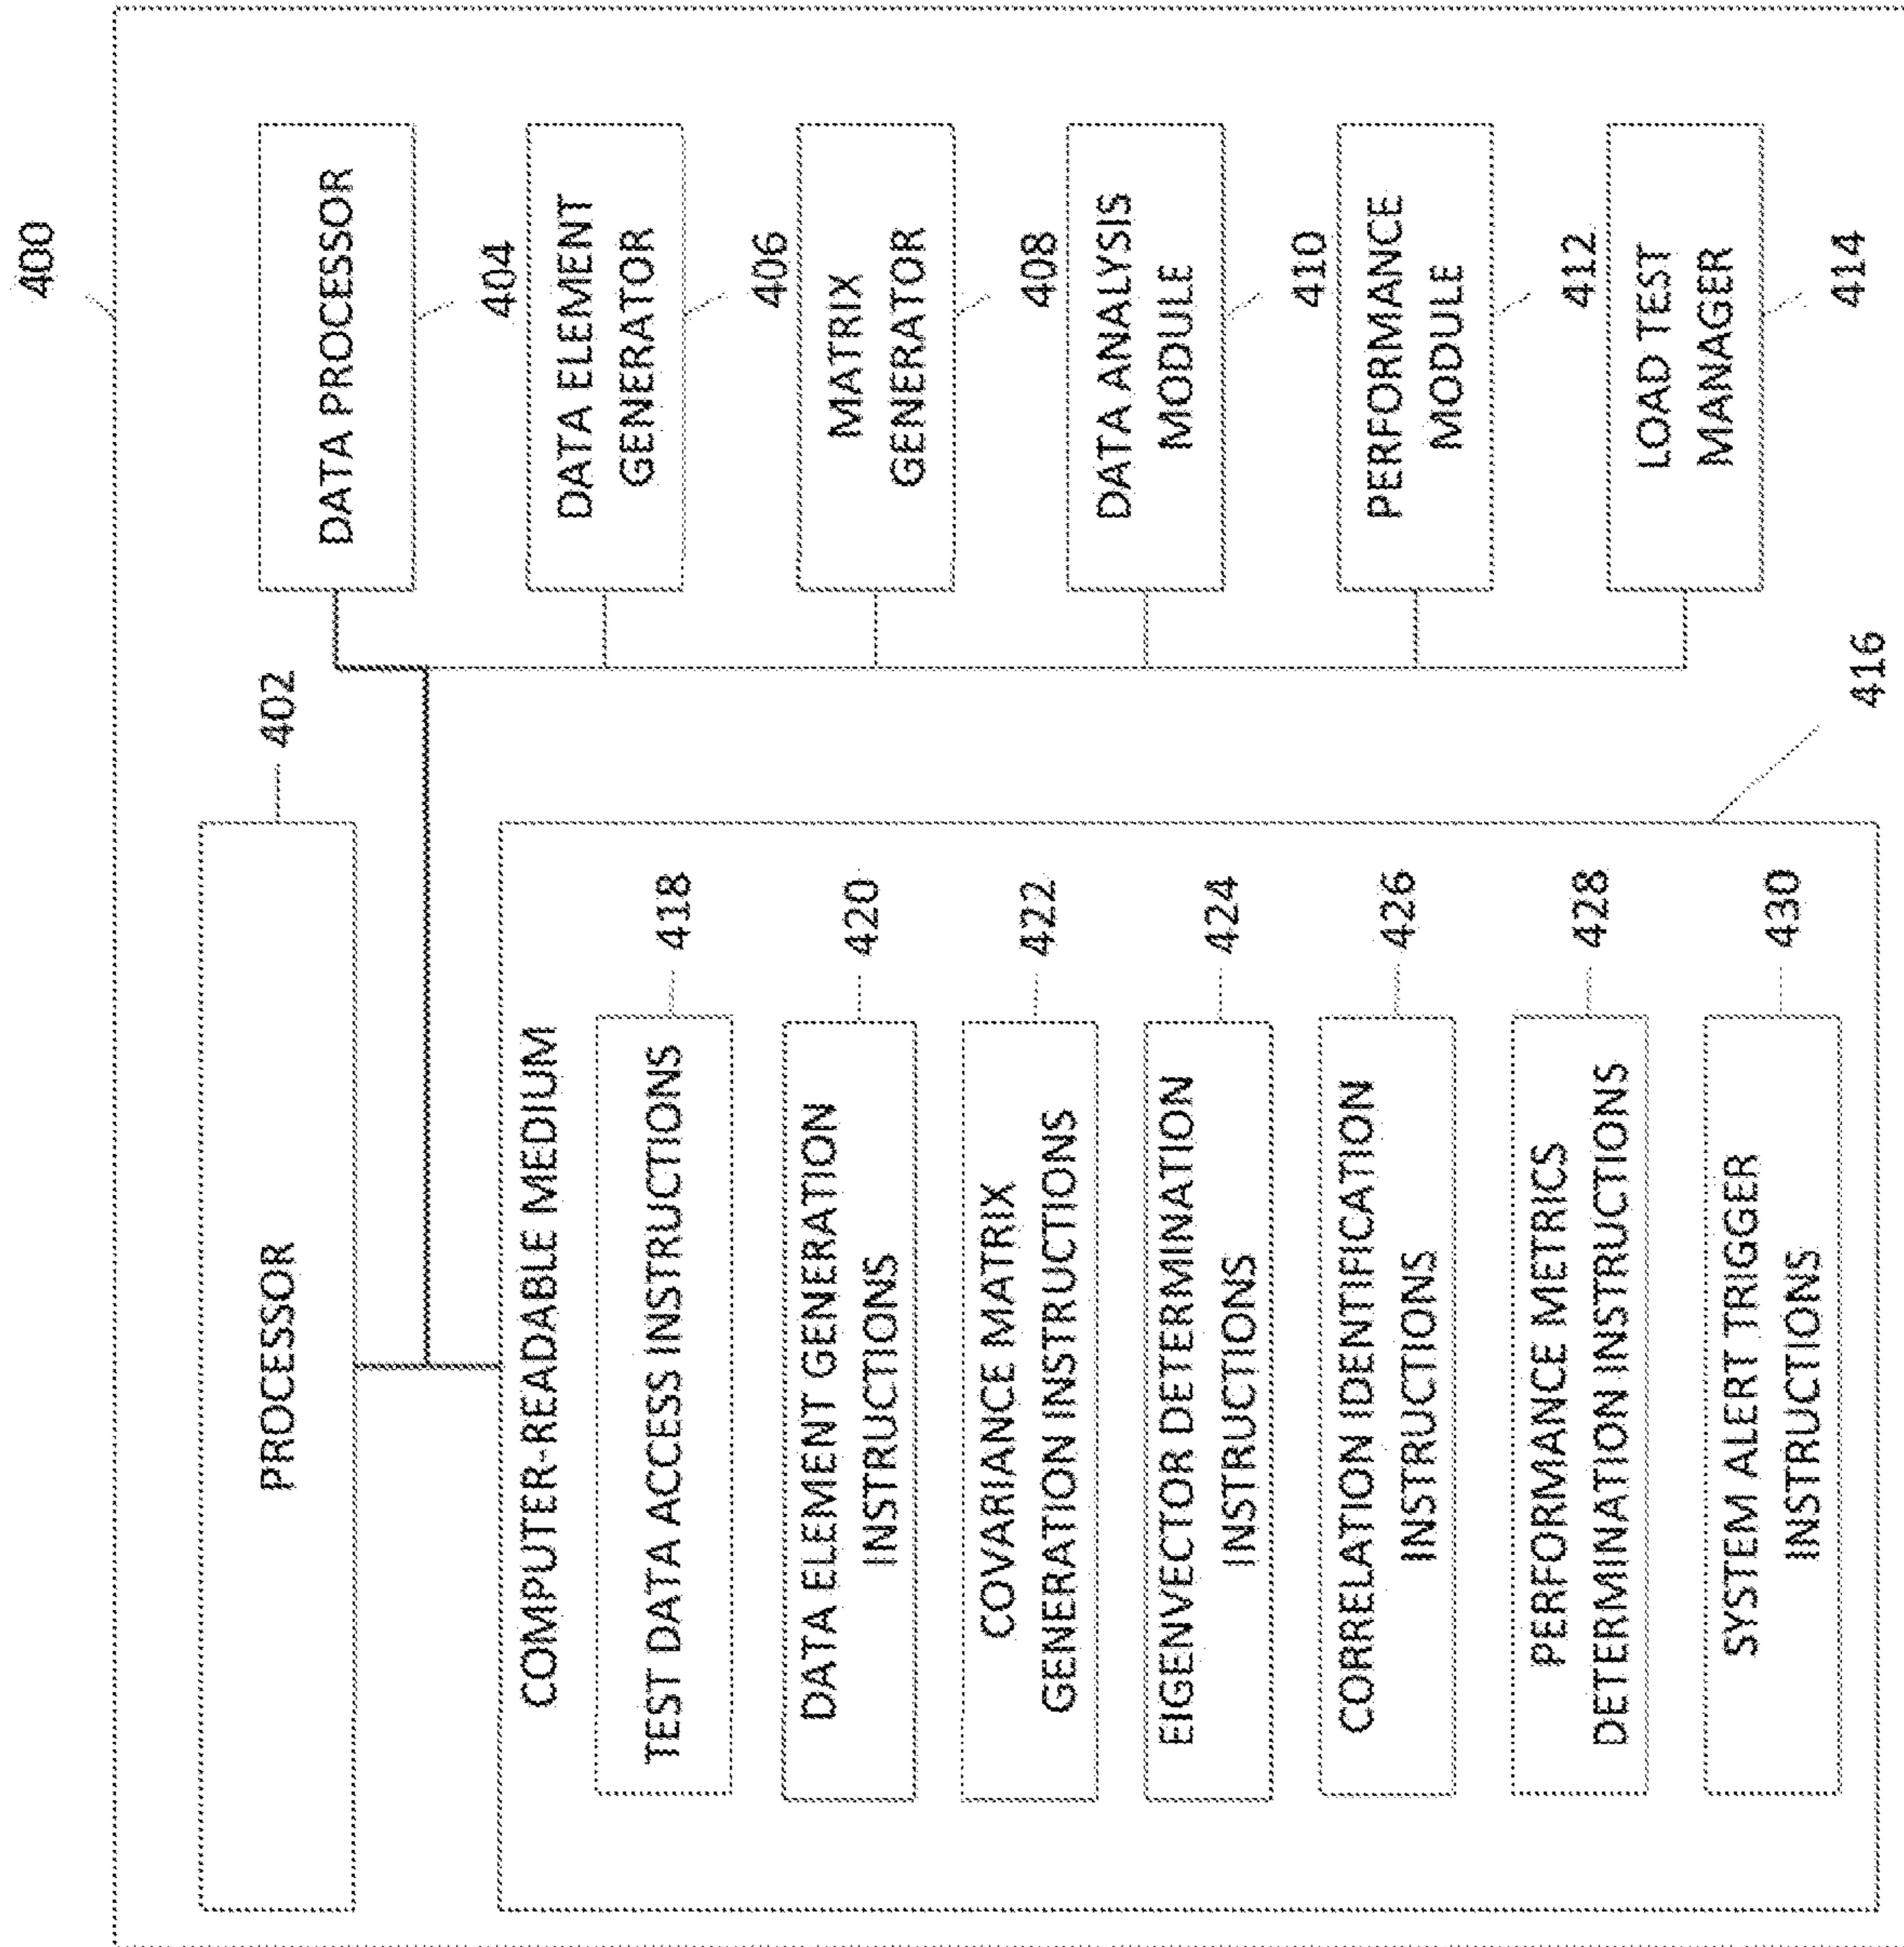 400
PROCESSOR
402
COMPUTER-READABLE MEDIUM
416
TEST DATA ACCESS INSTRUCTIONS
418
DATA ELEMENT GENERATION
INSTRUCTIONS
420
COVARIANCE MATRIX
GENERATION INSTRUCTIONS
422
EIGENVECTOR DETERMINATION
INSTRUCTIONS
424
CORRELATION IDENTIFICATION
INSTRUCTIONS
426
PERFORMANCE METRICS
DETERMINATION INSTRUCTIONS
428
SYSTEM ALERT TRIGGER
INSTRUCTIONS
430
DATA PROCESSOR
404
DATA ELEMENT
GENERATOR
406
MATRIX
GENERATOR
408
DATA ANALYSIS
MODULE
410
PERFORMANCE
MODULE
412
LOAD TEST
MANAGER
414